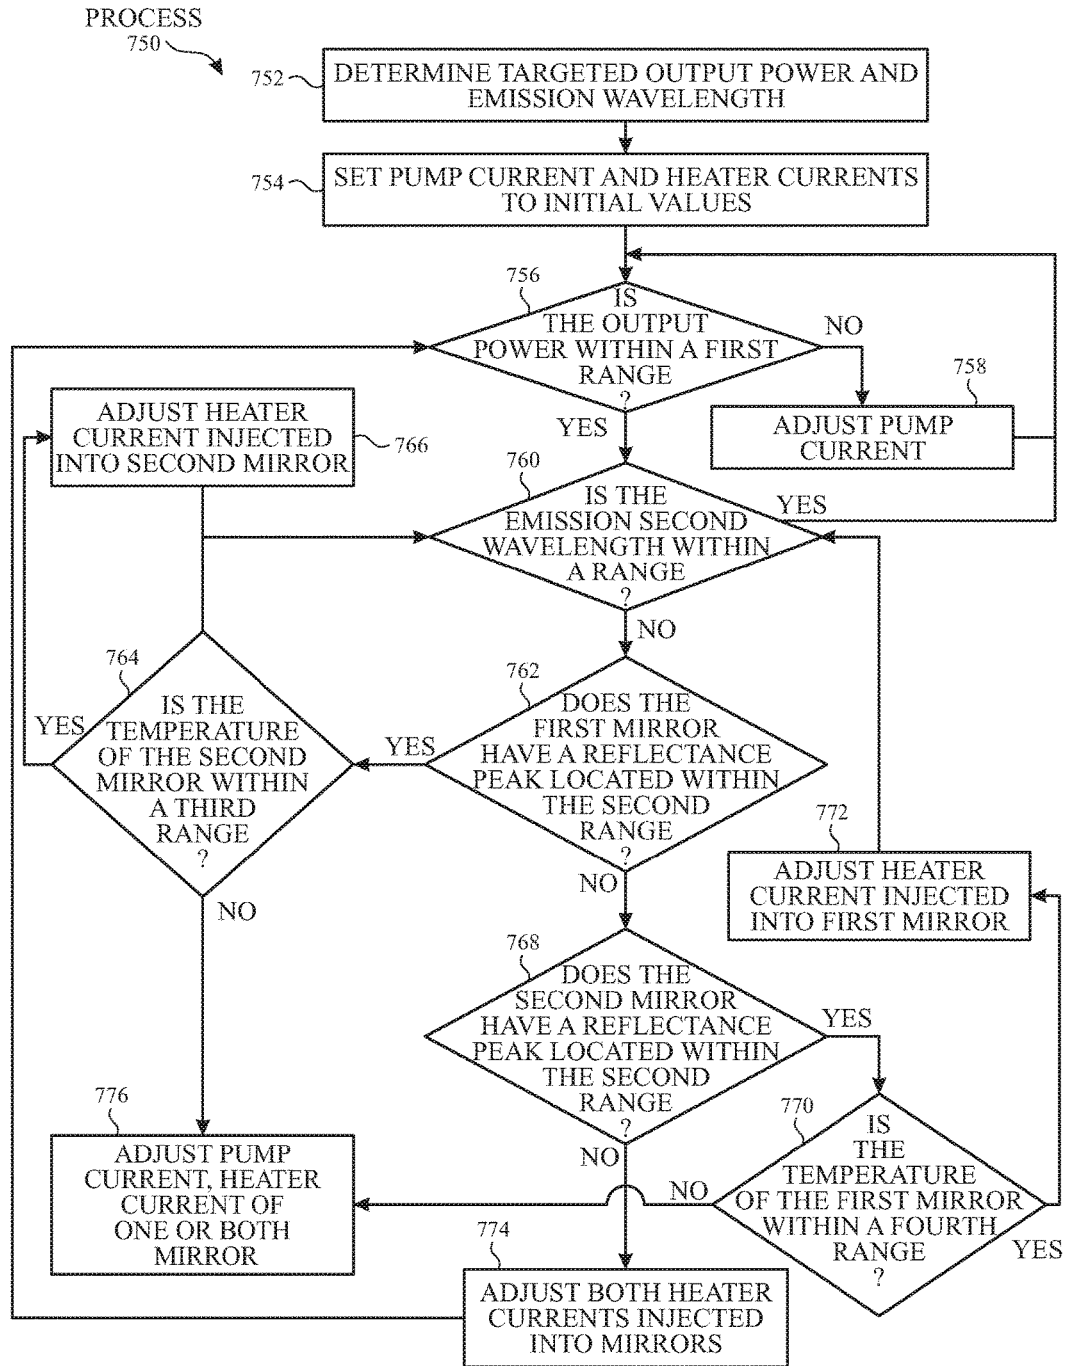 PROCESS
750
752
DETERMINE TARGETED OUTPUT POWER AND
EMISSION WAVELENGTH
754
SET PUMP CURRENT AND HEATER CURRENTS
TO INITIAL VALUES
756
IS
THE OUTPUT
POWER WITHIN A FIRST
RANGE
?
NO
YES
758
ADJUST PUMP
CURRENT
ADJUST HEATER
CURRENT INJECTED
INTO SECOND MIRROR
766
760
IS THE
EMISSION SECOND
WAVELENGTH WITHIN
A RANGE
?
YES
NO
764
IS THE
TEMPERATURE
OF THE SECOND
MIRROR WITHIN
A THIRD
RANGE
?
YES
NO
762
DOES THE
FIRST MIRROR
HAVE A REFLECTANCE
PEAK LOCATED WITHIN
THE SECOND
RANGE
?
YES
NO
772
ADJUST HEATER
CURRENT INJECTED
INTO FIRST MIRROR
768
DOES THE
SECOND MIRROR
HAVE A REFLECTANCE
PEAK LOCATED WITHIN
THE SECOND
RANGE
?
YES
NO
770
IS
THE
TEMPERATURE
OF THE FIRST MIRROR
WITHIN A FOURTH
RANGE
?
NO
YES
776
ADJUST PUMP
CURRENT, HEATER
CURRENT OF
ONE OR BOTH
MIRROR
774
ADJUST BOTH HEATER
CURRENTS INJECTED
INTO MIRRORS